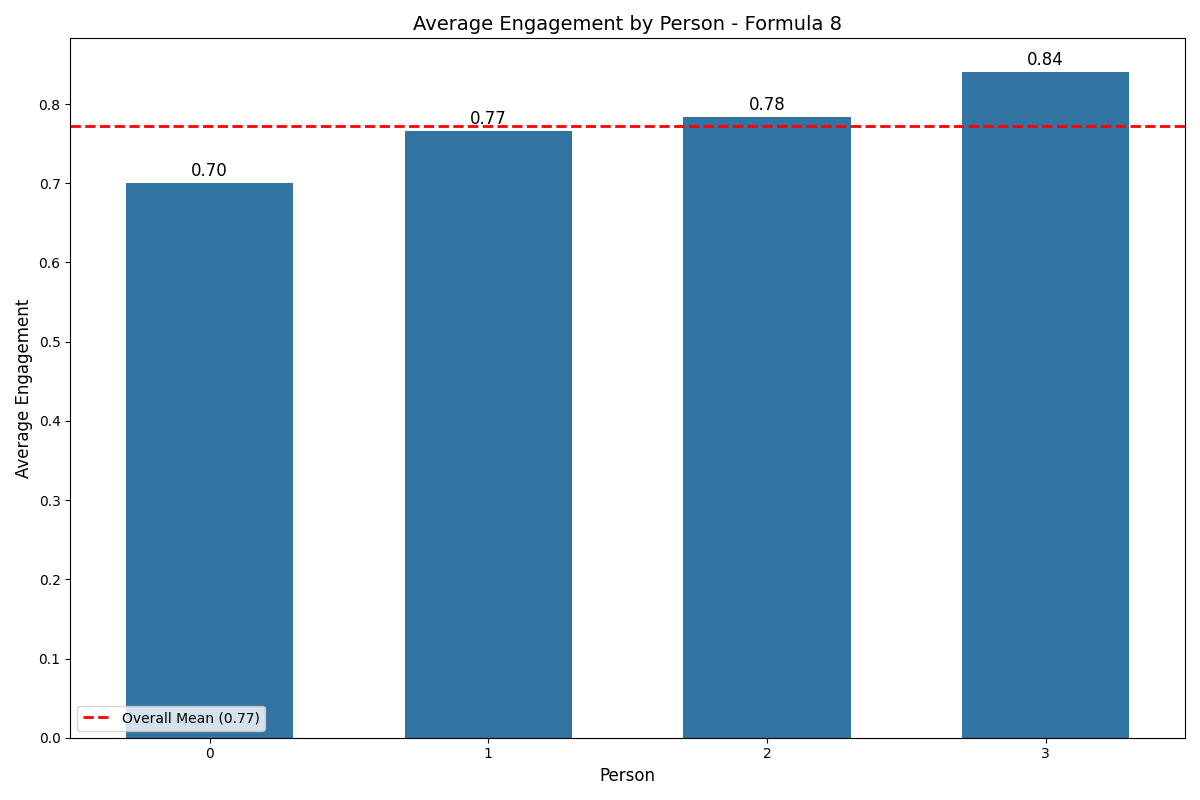 Average Engagement by Person - Formula 8
0.84
0.78
0.77
0.70
0.8
0.7
0.6
0.5
0.4
0.3
0.2
0.1
0.0
Average Engagement
Overall Mean (0.77)
0 1 2 3
Person